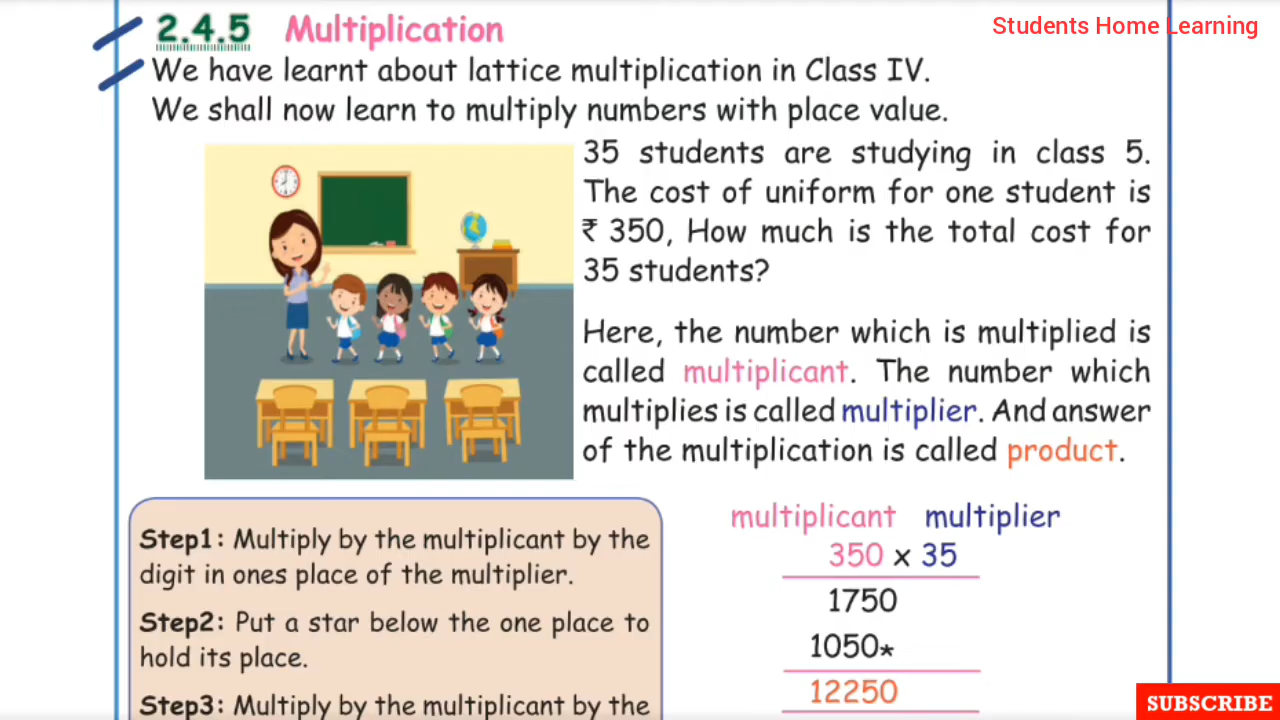 Students Home Learning
2.4.5 Multiplication
We have learnt about lattice multiplication in Class IV.
We shall now learn to multiply numbers with place value.
35 students are studying in class 5.
The cost of uniform for one student is
₹ 350, How much is the total cost for
35 students?
Here, the number which is multiplied is
called multiplicant. The number which
multiplies is called multiplier. And answer
of the multiplication is called product.
Step1: Multiply by the multiplicant by the
digit in ones place of the multiplier.
Step2: Put a star below the one place to
hold its place.
Step3: Multiply by the multiplicant by the
multiplicant multiplier
350 x 35
1750
1050*
12250
SUBSCRIBE